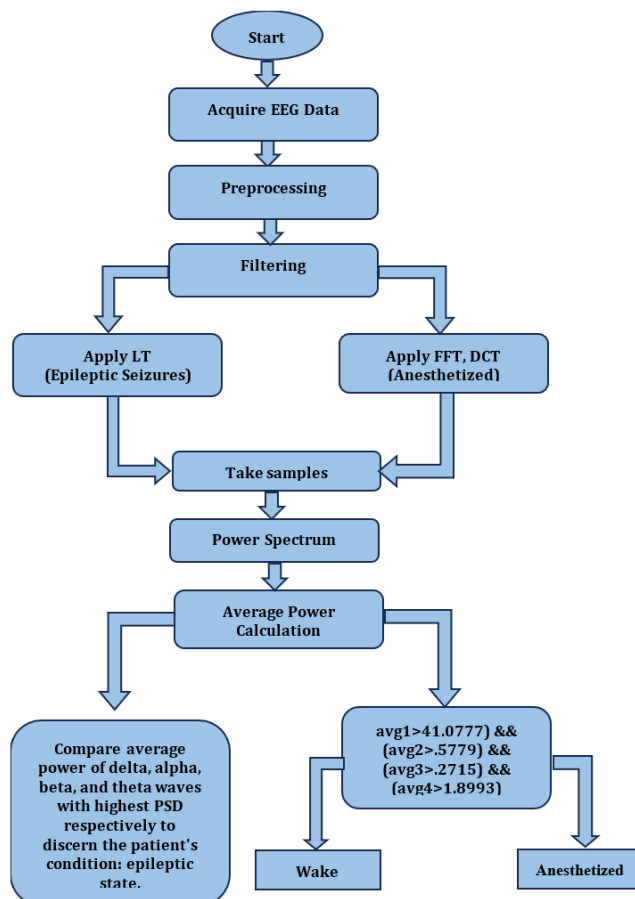 Start
Acquire EEG Data
Preprocessing
Filtering
Apply LT
(Epileptic Seizures)
Apply FFT, DCT
(Anesthetized)
Take samples
Power Spectrum
Average Power
Calculation
Compare average
power of delta, alpha,
beta, and theta waves
with highest PSD
respectively to
discern the patient's
condition: epileptic
state.
avg1>41.0777) &&
(avg2>.5779) &&
(avg3>.2715) &&
(avg4>1.8993)
Wake
Anesthetized